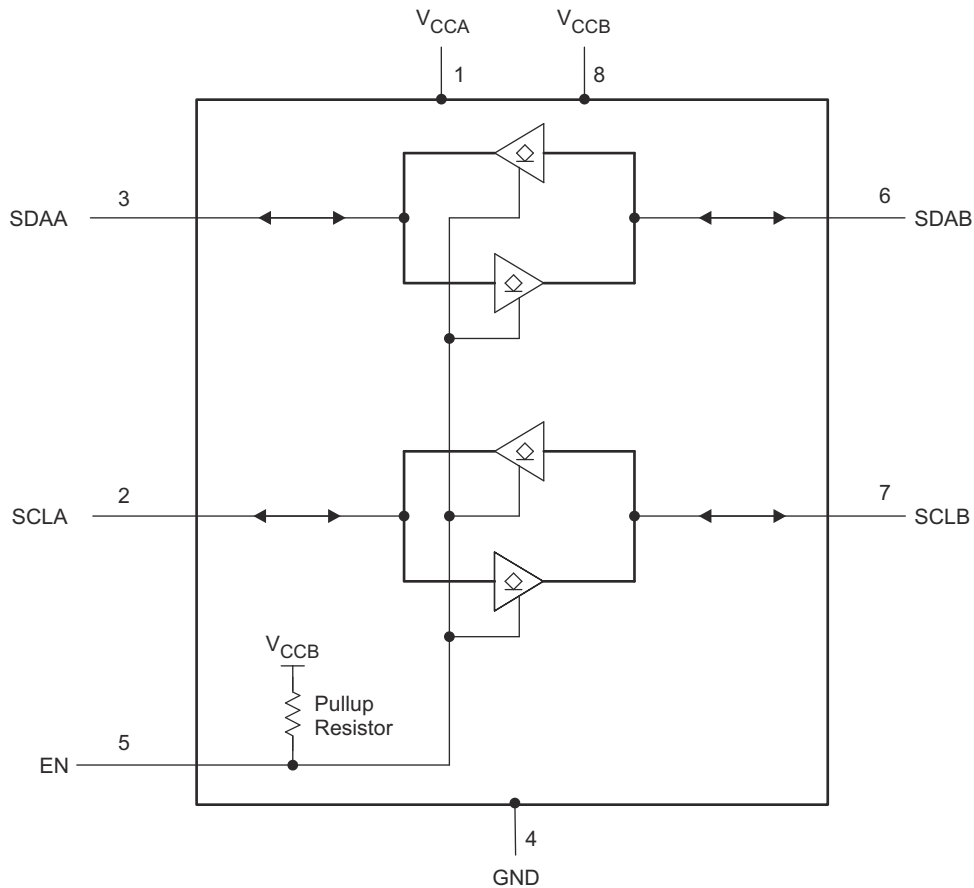 VCCA VCCB
1 8
3 6
SDAA SDAB
2 7
SCLA SCLB
VCCB
Pullup
Resistor
5
EN
4
GND